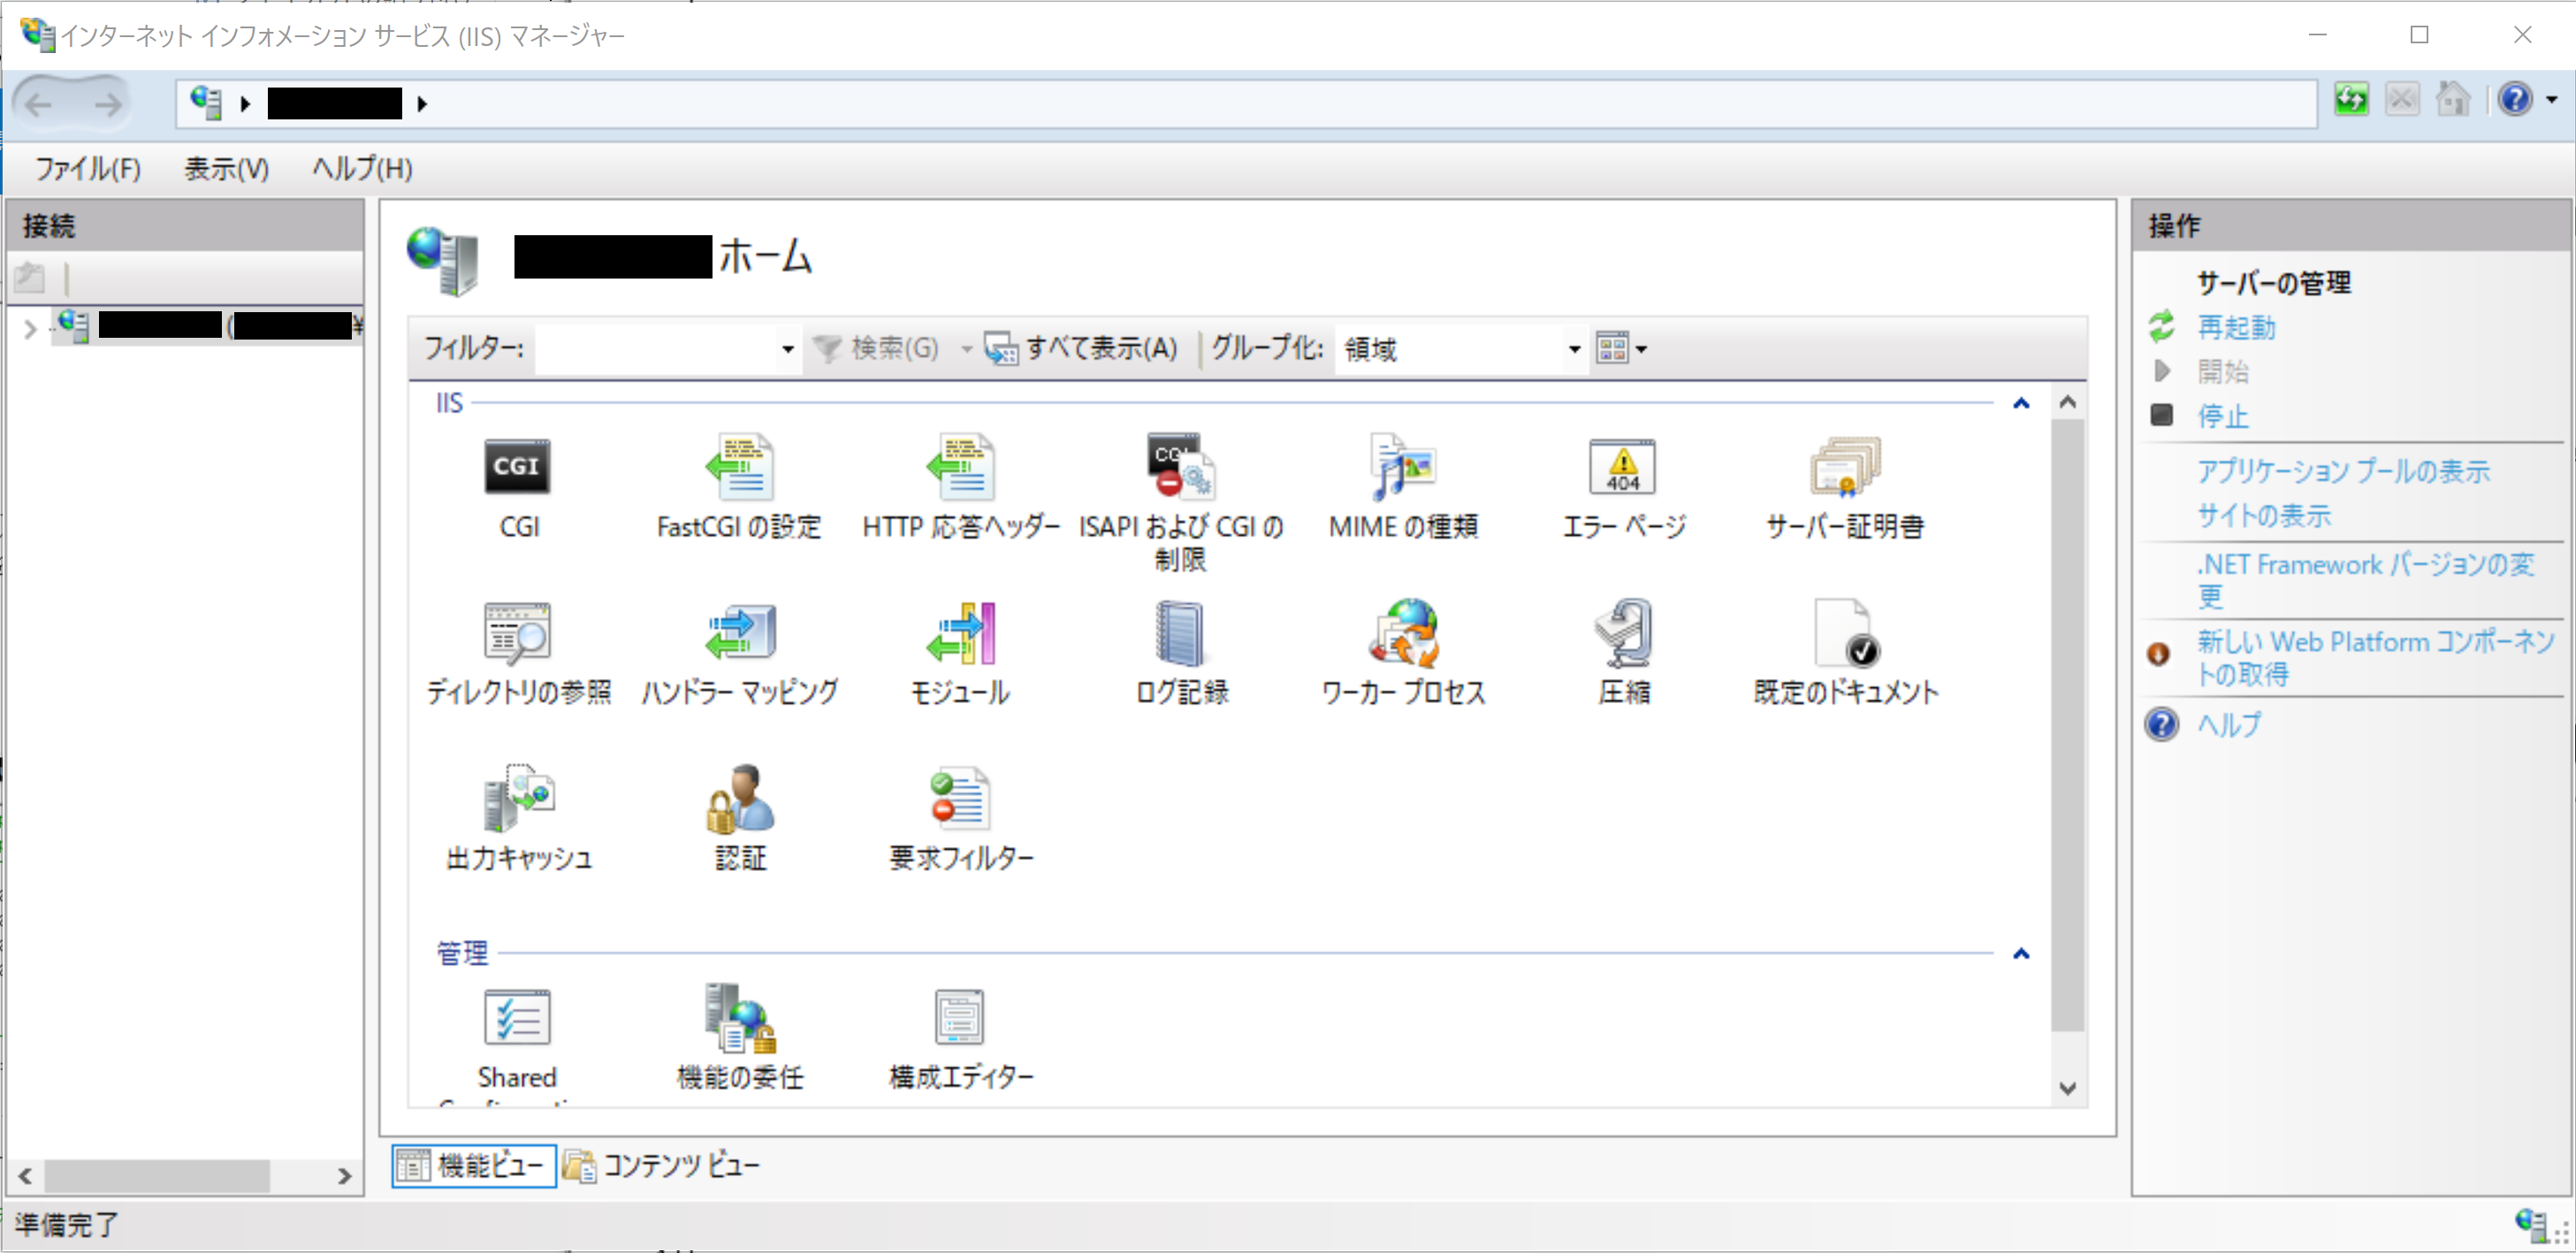 インターネット インフォメーション サービス (IIS) マネージャー
ファイル(F) 表示(V) ヘルプ(H)
接続
(
¥
ホーム
フィルター: 検索(G) すべて表示(A) グループ化: 領域
IIS
CGI
CGI
FastCGI の設定
HTTP 応答ヘッダー
CGI
ISAPI および CGI の
制限
MIME の種類
404
エラー ページ
サーバー証明書
ディレクトリの参照
ハンドラー マッピング
モジュール
ログ記録
ワーカー プロセス
圧縮
既定のドキュメント
出力キャッシュ
認証
要求フィルター
管理
Shared
機能の委任
構成エディター
機能ビュー コンテンツ ビュー
操作
サーバーの管理
再起動
開始
停止
アプリケーション プールの表示
サイトの表示
.NET Framework バージョンの変
更
新しい Web Platform コンポーネン
トの取得
ヘルプ
準備完了